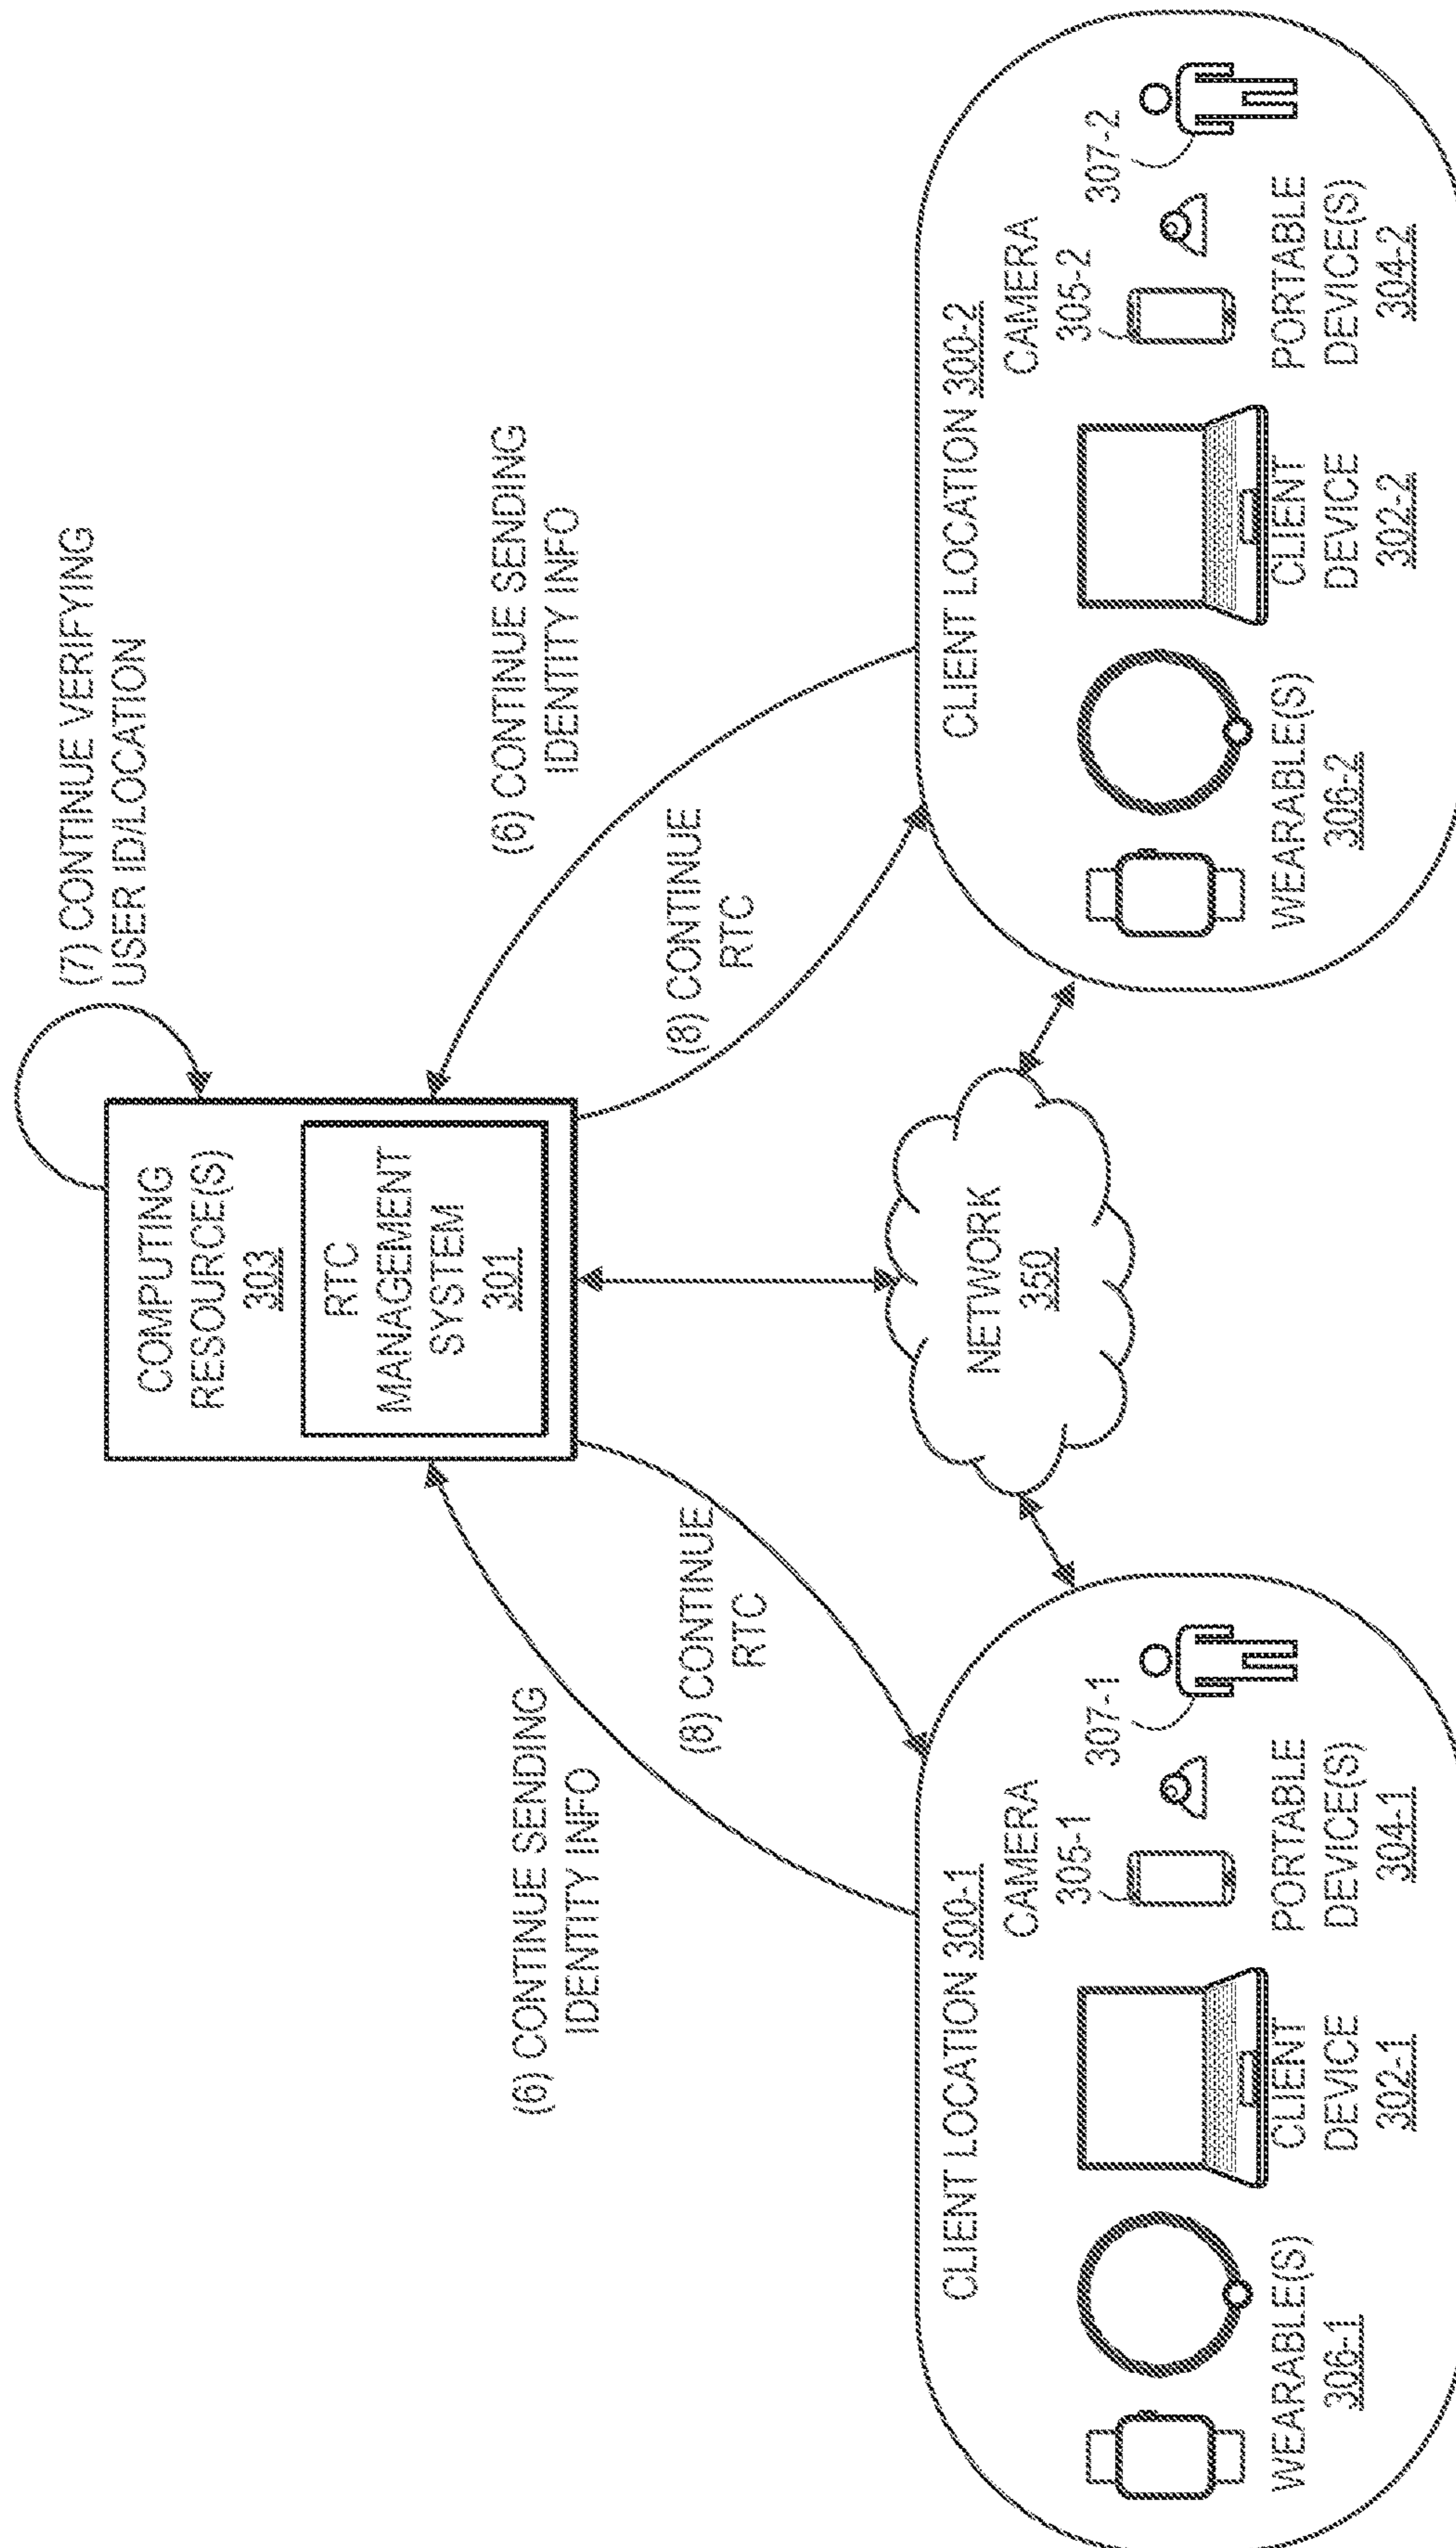 (7) CONTINUE VERIFYING
USER ID/LOCATION
COMPUTING
RESOURCE(S)
303
RTC
MANAGEMENT
SYSTEM
301
(6) CONTINUE SENDING
IDENTITY INFO
(6) CONTINUE SENDING
IDENTITY INFO
(8) CONTINUE
RTC
(8) CONTINUE
RTC
NETWORK
350
CLIENT LOCATION 300-1
CAMERA
305-1
307-1
WEARABLE(S)
306-1
CLIENT
DEVICE
302-1
PORTABLE
DEVICE(S)
304-1
CLIENT LOCATION 300-2
CAMERA
305-2
307-2
WEARABLE(S)
306-2
CLIENT
DEVICE
302-2
PORTABLE
DEVICE(S)
304-2